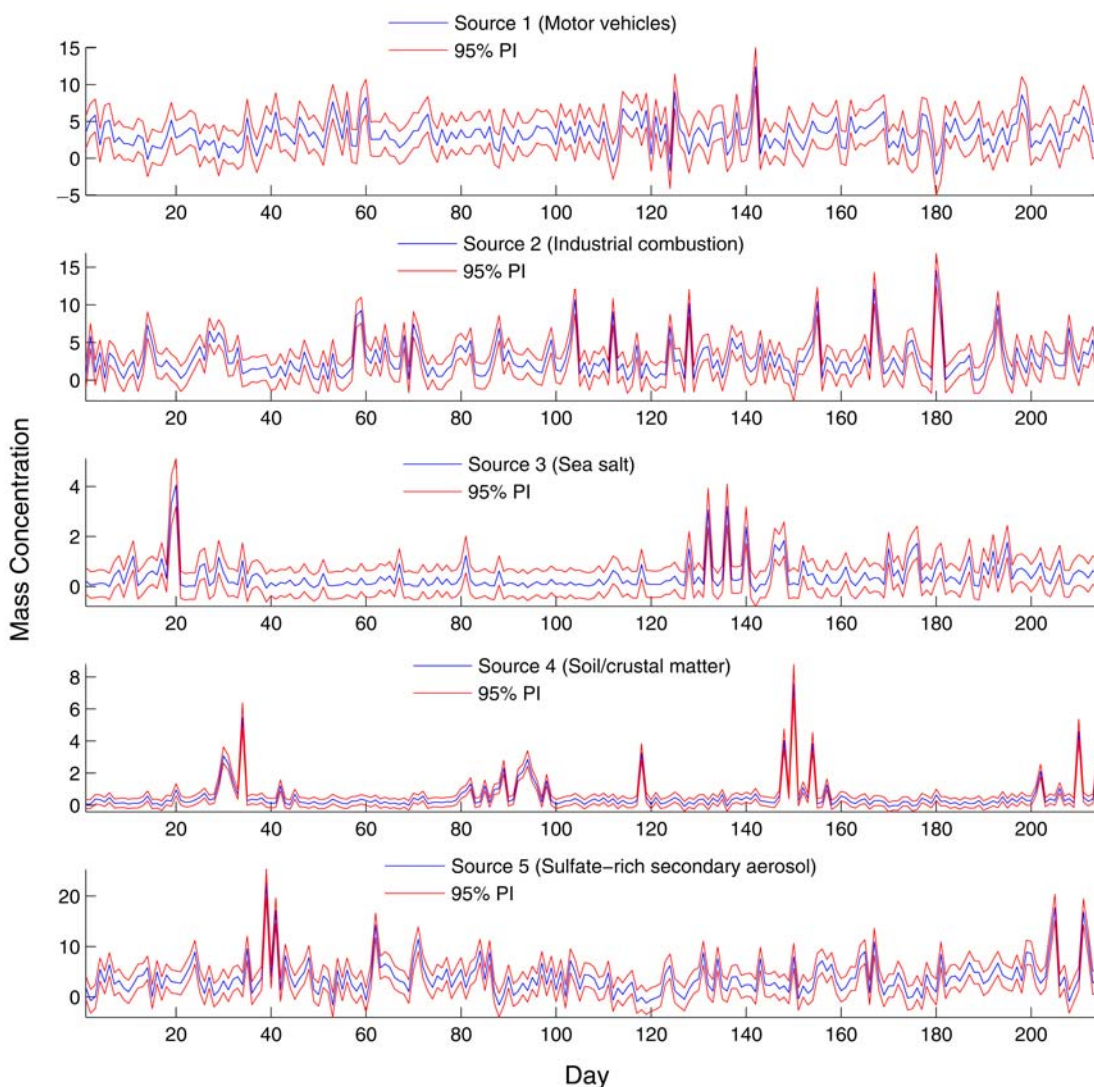 Source 1 (Motor vehicles)
95% PI
15
10
5
0
−5
20 40 60 80 100 120 140 160 180 200
Source 2 (Industrial combustion)
95% PI
15
10
5
0
20 40 60 80 100 120 140 160 180 200
Source 3 (Sea salt)
95% PI
4
2
0
20 40 60 80 100 120 140 160 180 200
Mass Concentration
Source 4 (Soil/crustal matter)
95% PI
8
6
4
2
0
20 40 60 80 100 120 140 160 180 200
Source 5 (Sulfate−rich secondary aerosol)
95% PI
20
10
0
20 40 60 80 100 120 140 160 180 200
Day